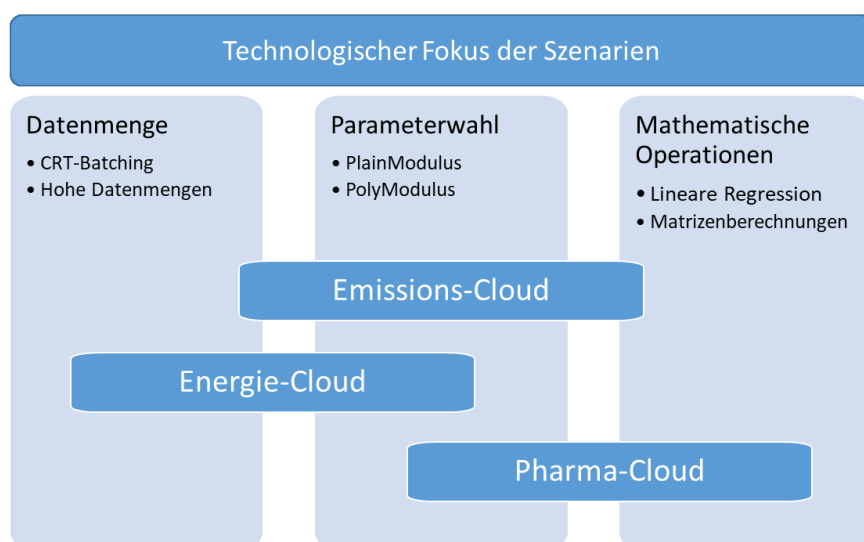 Technologischer Fokus der Szenarien
Datenmenge
• CRT-Batching
• Hohe Datenmengen
Parameterwahl
• PlainModulus
• PolyModulus
Mathematische
Operationen
• Lineare Regression
• Matrizenberechnungen
Emissions-Cloud
Energie-Cloud
Pharma-Cloud